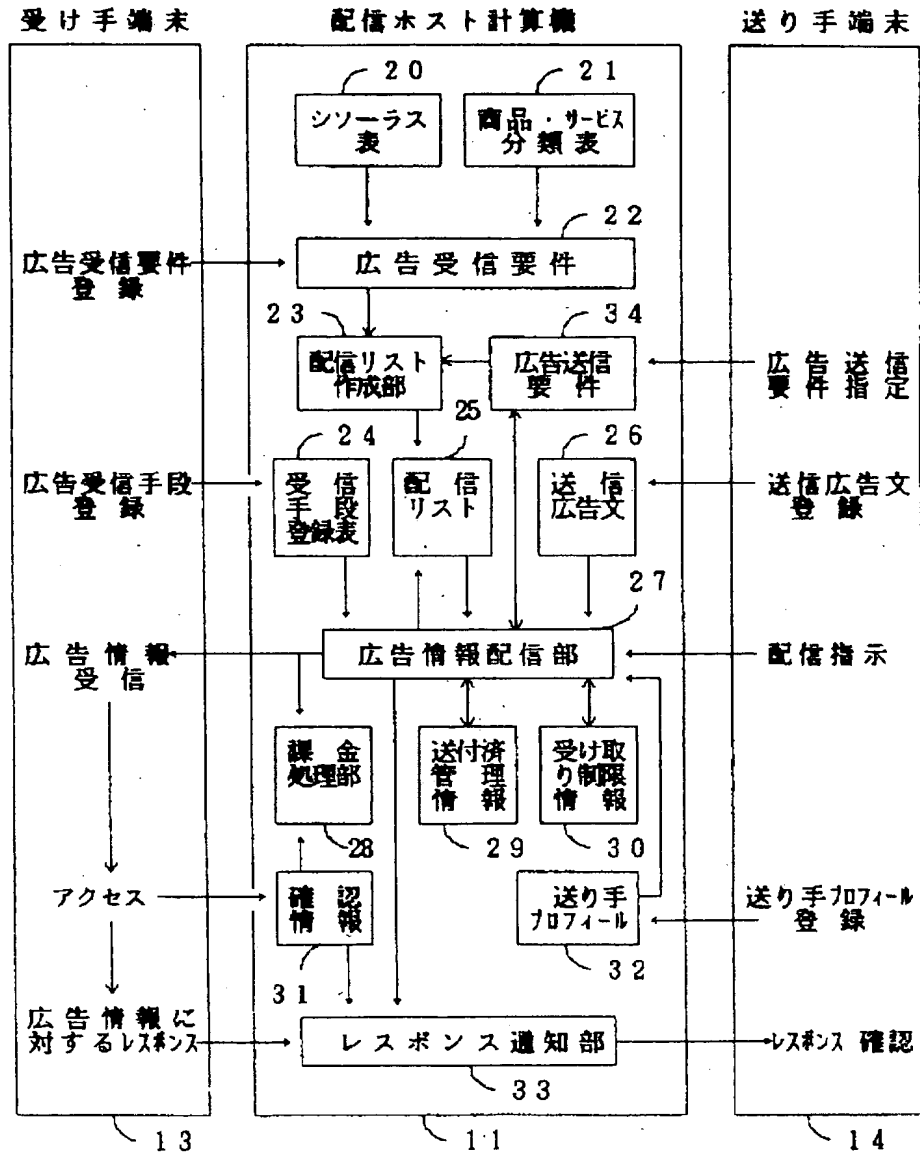 受け手端末
配信ホスト計算機
送り手端末
20
21
シソーラス
表
商品・サービス
分類表
22
広告受信要件
登録
広告受信要件
23
34
配信リスト
作成部
広告送信
要件
広告送信
要件指定
24
25
26
広告受信手段
登録
受信
手段
登録表
配信
リスト
送信
広告文
送信広告文
登録
27
広告情報
受信
広告情報配信部
配信指示
課金
処理部
送付済
管理
情報
受け取
り制限
情報
28
29
30
アクセス
確認
情報
送り手
プロフィール
送り手プロフィール
登録
31
32
広告情報に
対するレスポンス
レスポンス通知部
レスポンス確認
33
13
11
14